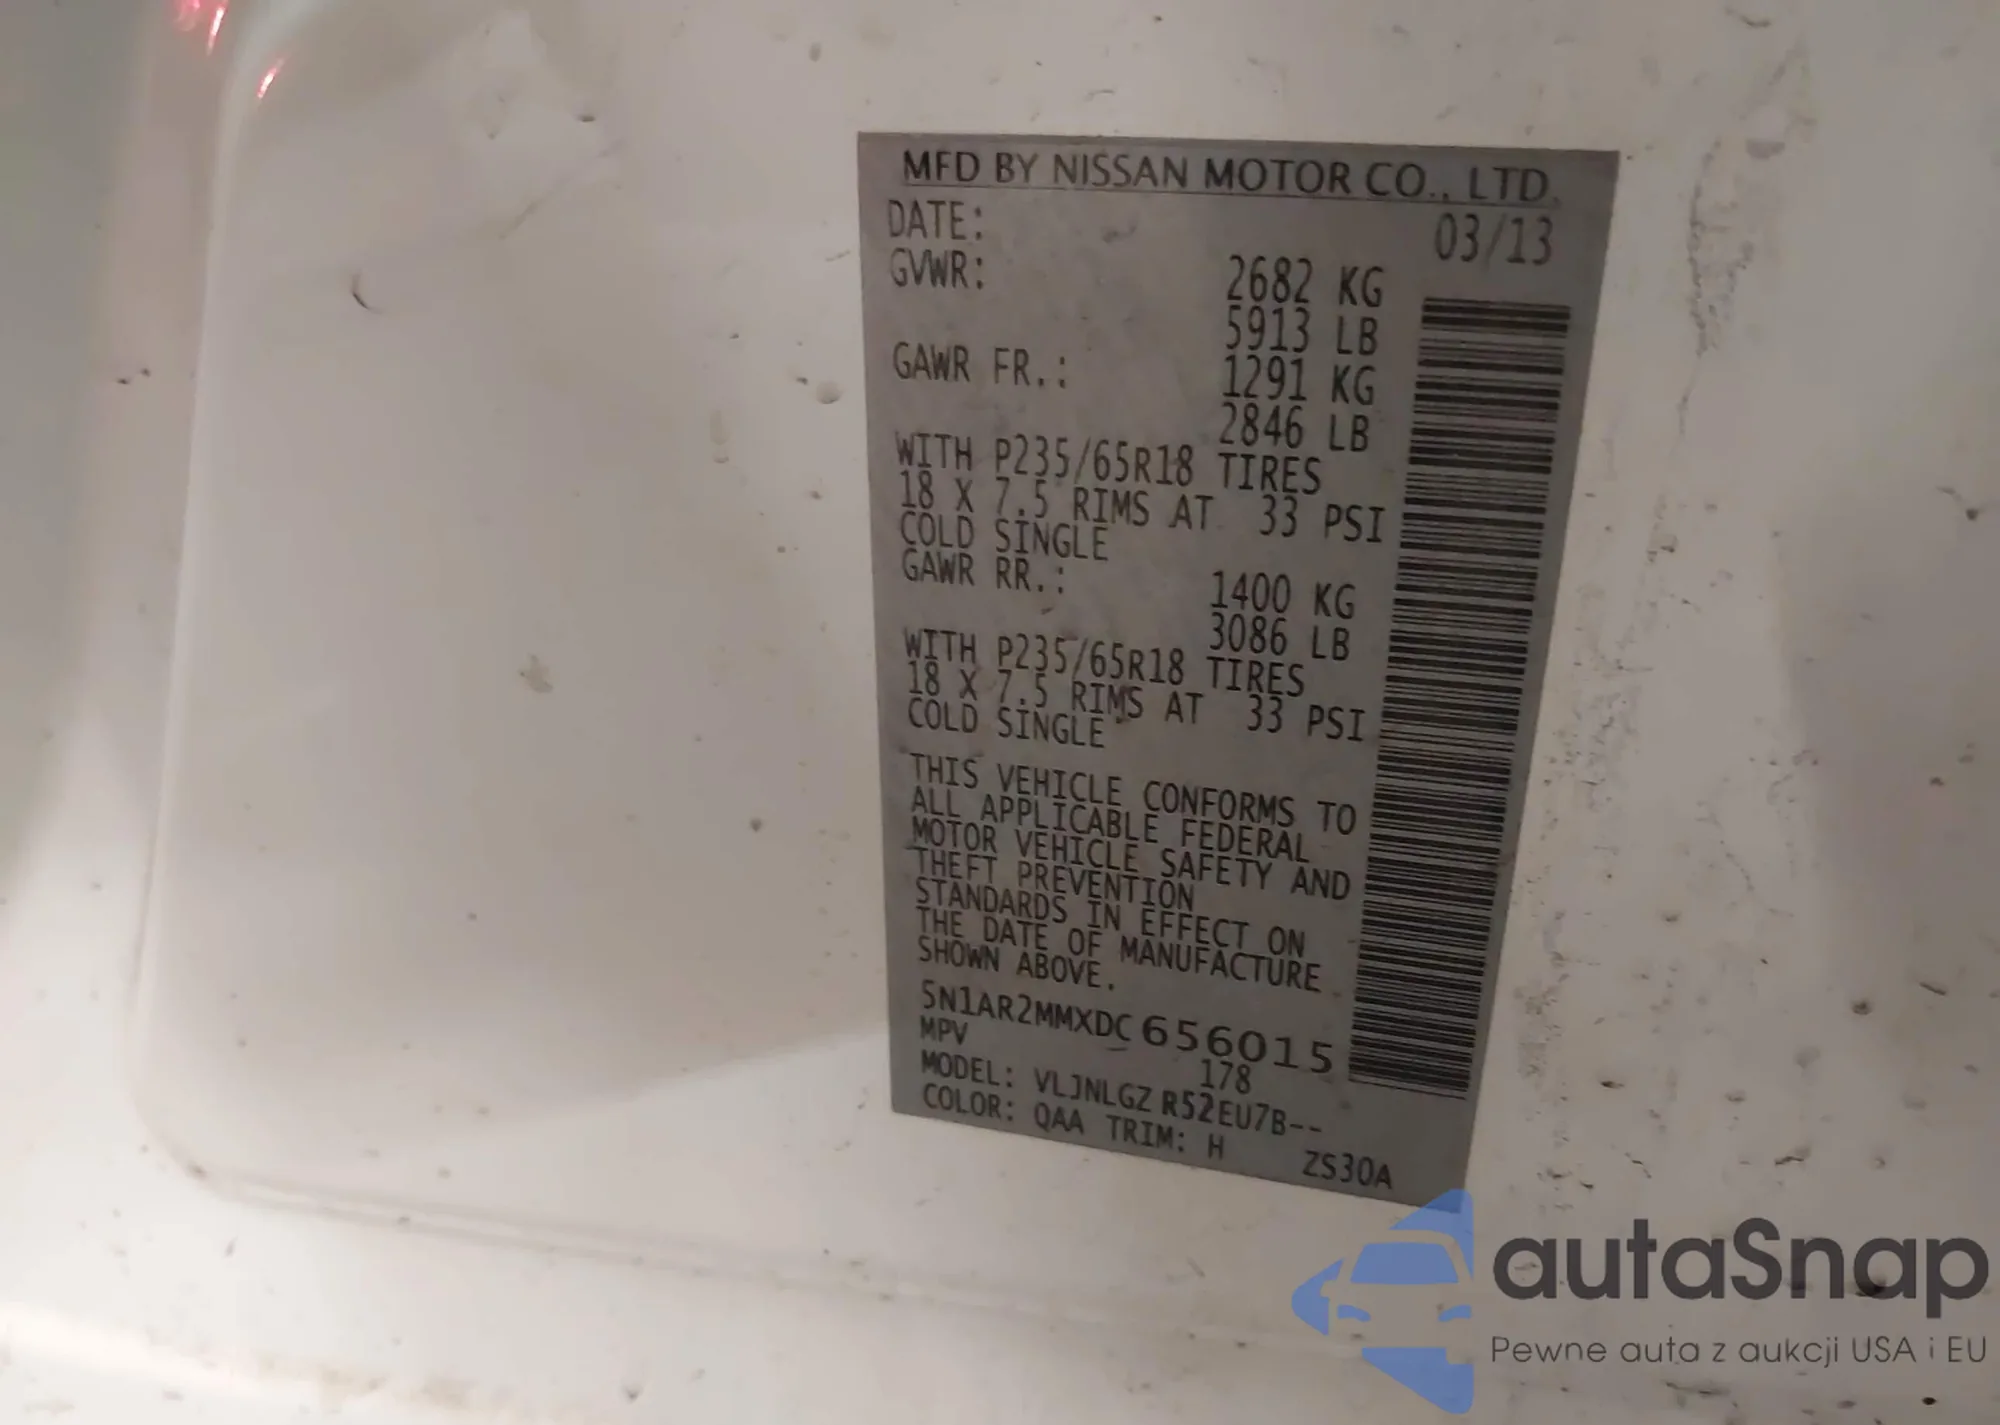 MFD BY NISSAN MOTOR CO., LTD.
DATE: 03/13
GVWR: 2682 KG
5913 LB
GAWR FR.: 1291 KG
2846 LB
WITH P235/65R18 TIRES
18 X 7.5 RIMS AT 33 PSI
COLD SINGLE
GAWR RR.: 1400 KG
3086 LB
WITH P235/65R18 TIRES
18 X 7.5 RIMS AT 33 PSI
COLD SINGLE
THIS VEHICLE CONFORMS TO
ALL APPLICABLE FEDERAL
MOTOR VEHICLE SAFETY AND
THEFT PREVENTION
STANDARDS IN EFFECT ON
THE DATE OF MANUFACTURE
SHOWN ABOVE.
5N1AR2MMXDC656015
MPV 178
MODEL: VLJNLGZ R52EU7B--
COLOR: QAA TRIM: H ZS30A
autaSnap
Pewne auta z aukcji USA i EU